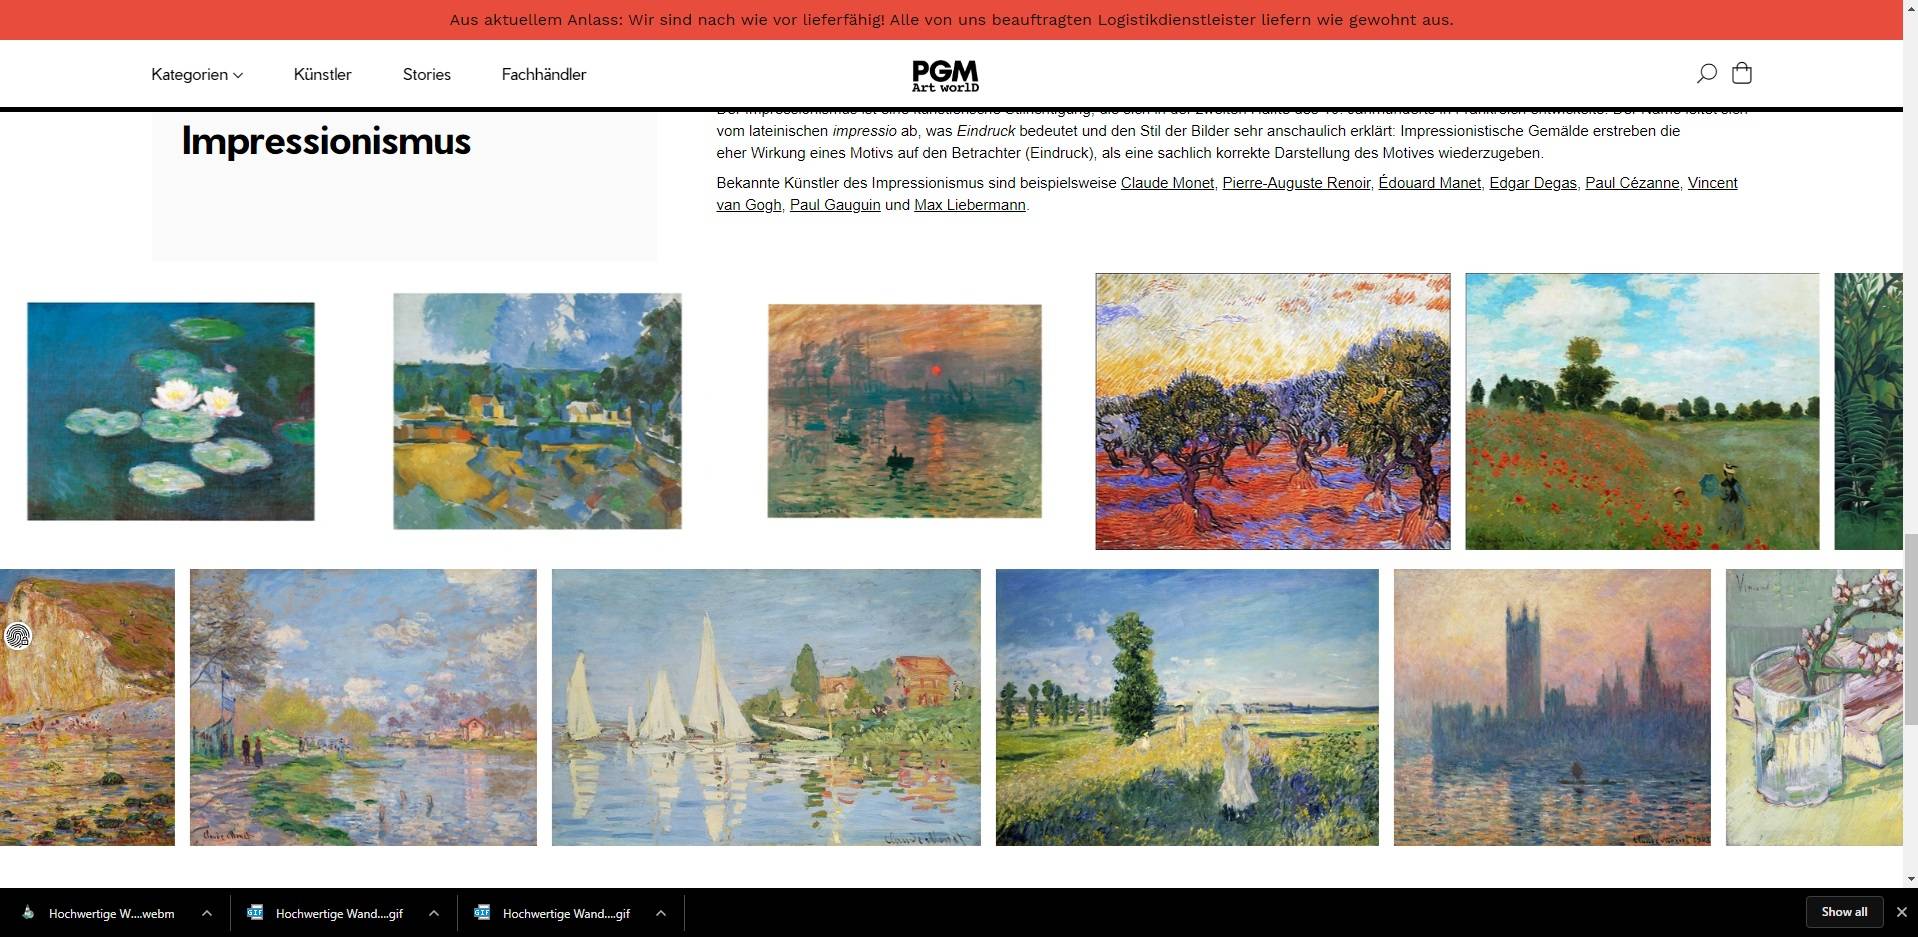 Aus aktuellem Anlass: Wir sind nach wie vor lieferfähig! Alle von uns beauftragten Logistikdienstleister liefern wie gewohnt aus.
Kategorien Künstler Stories Fachhändler
PGM
Art worlD
Impressionismus
vom lateinischen impressio ab, was Eindruck bedeutet und den Stil der Bilder sehr anschaulich erklärt: Impressionistische Gemälde erstreben die
eher Wirkung eines Motivs auf den Betrachter (Eindruck), als eine sachlich korrekte Darstellung des Motives wiederzugeben.
Bekannte Künstler des Impressionismus sind beispielsweise Claude Monet, Pierre-Auguste Renoir, Édouard Manet, Edgar Degas, Paul Cézanne, Vincent
van Gogh, Paul Gauguin und Max Liebermann.
Vincent
Claude Monet
Claude Monet
Hochwertige W....webm
Hochwertige Wand....gif
Hochwertige Wand....gif
Show all